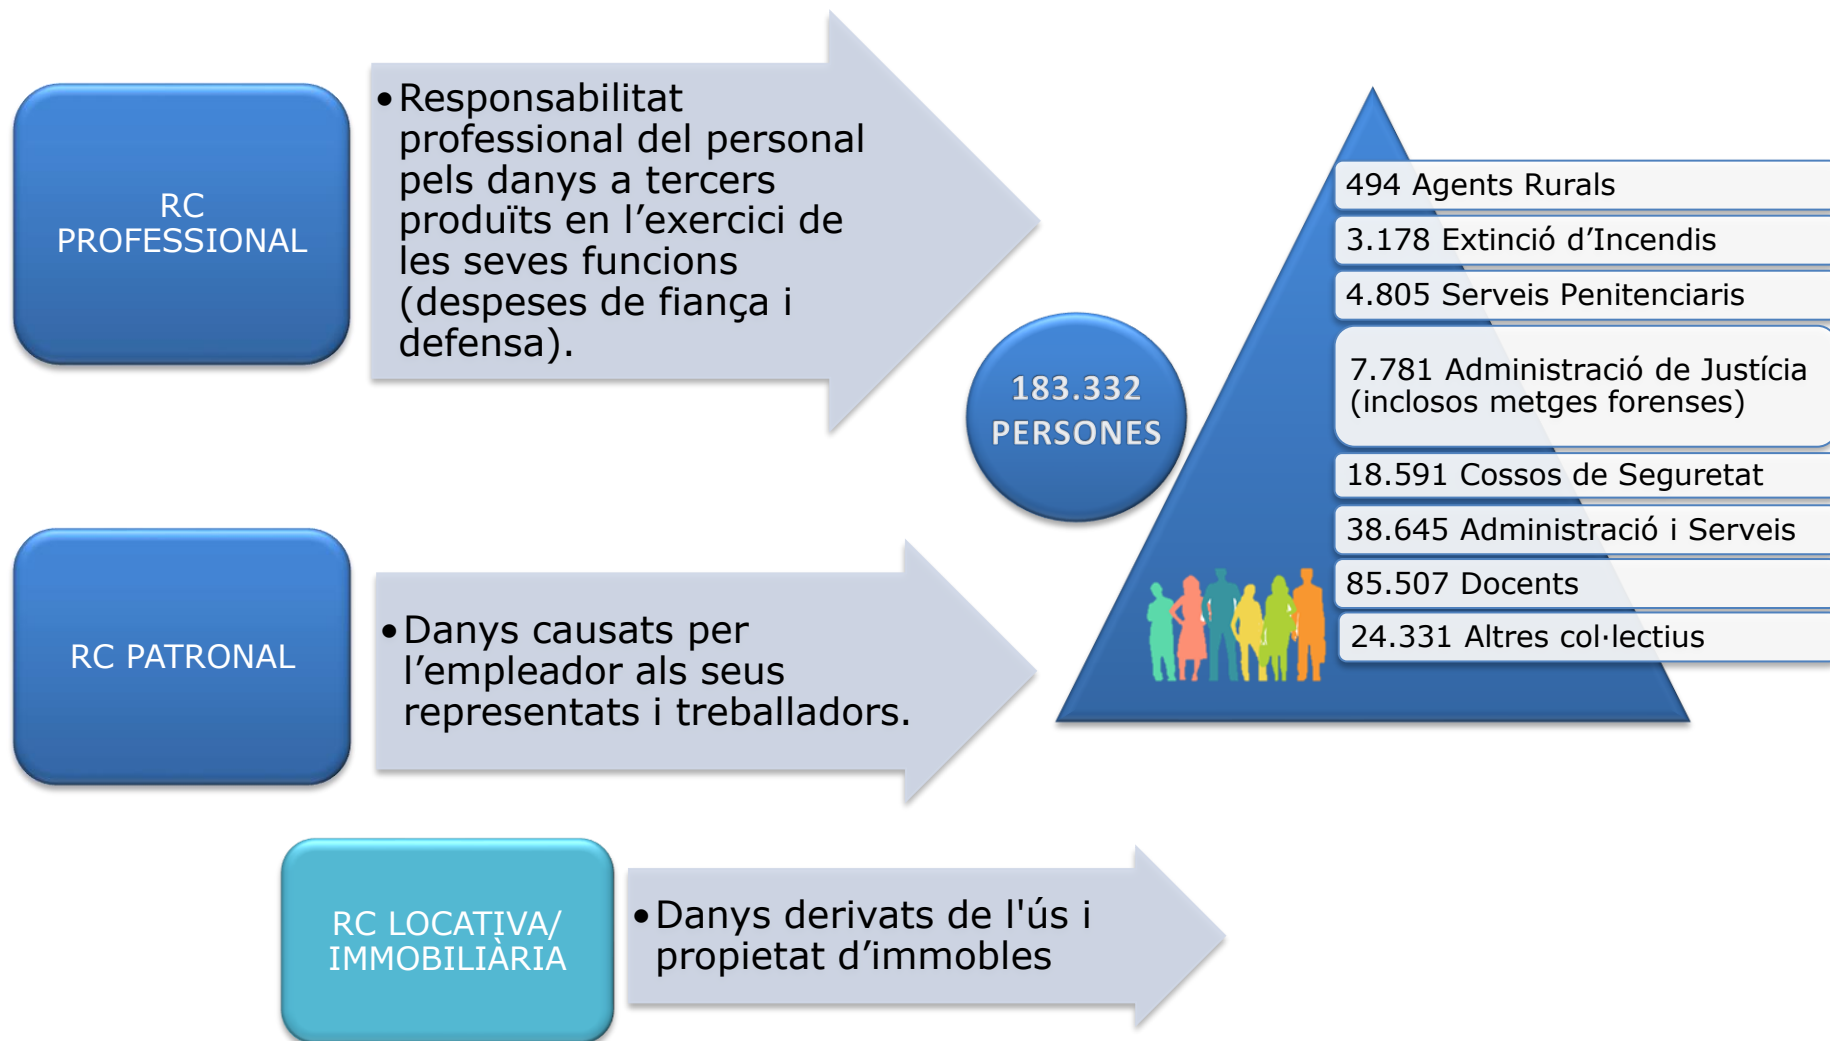 RC
PROFESSIONAL
•Responsabilitat
professional del personal
pels danys a tercers
produïts en l’exercici de
les seves funcions
(despeses de fiança i
defensa).
RC PATRONAL
•Danys causats per
l’empleador als seus
representats i treballadors.
RC LOCATIVA/
IMMOBILIÀRIA
•Danys derivats de l'ús i
propietat d’immobles
183.332
PERSONES
494 Agents Rurals
3.178 Extinció d’Incendis
4.805 Serveis Penitenciaris
7.781 Administració de Justícia
(inclosos metges forenses)
18.591 Cossos de Seguretat
38.645 Administració i Serveis
85.507 Docents
24.331 Altres col·lectius